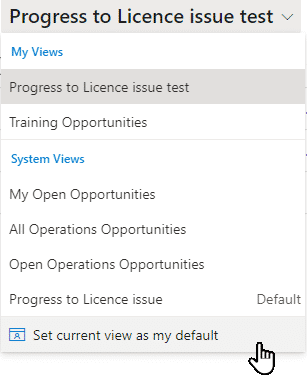 Progress to Licence issue test
My Views
Progress to Licence issue test
Training Opportunities
System Views
My Open Opportunities
All Operations Opportunities
Open Operations Opportunities
Progress to Licence issue Default
Set current view as my default